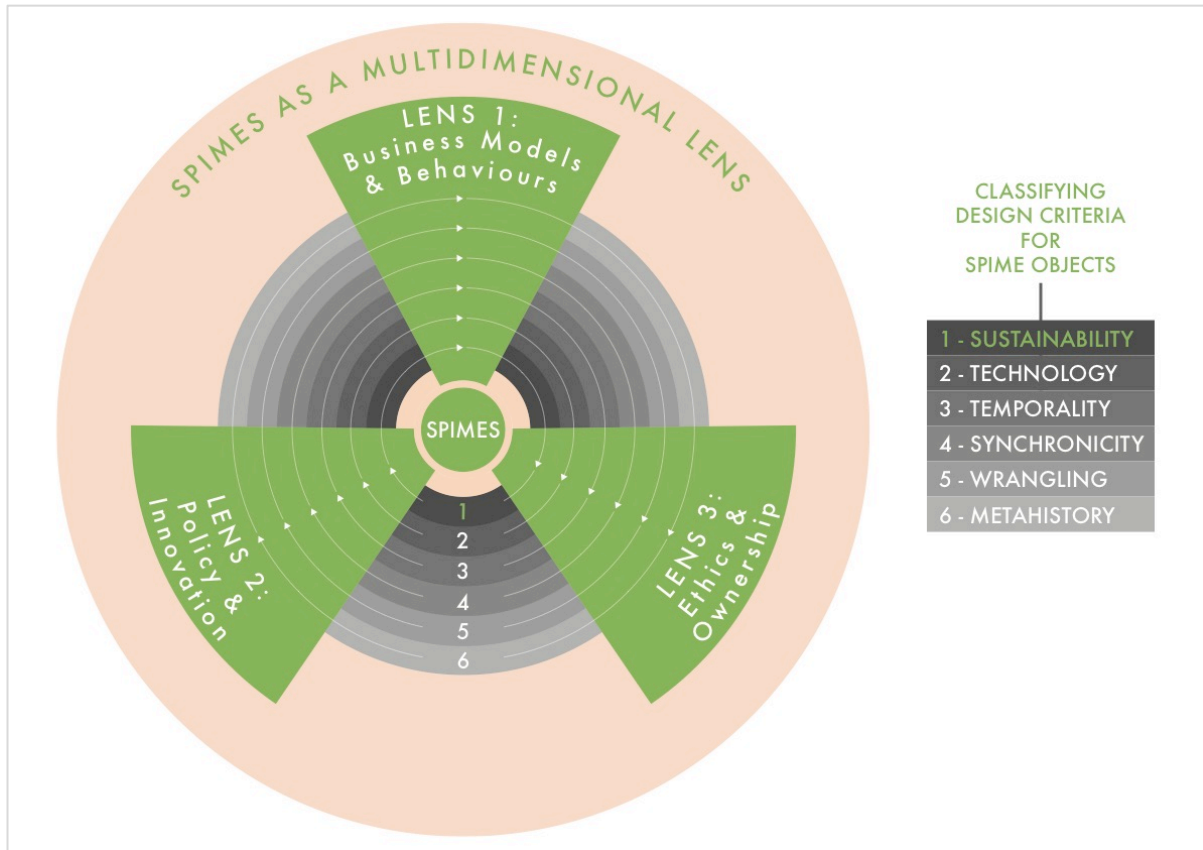 SPIMES AS A MULTIDIMENSIONAL LENS
LENS 1:
Business Models
& Behaviours
SPIMES
LENS 2:
Policy &
Innovation
LENS 3:
Ethics &
Ownership
1
2
3
4
5
6
CLASSIFYING
DESIGN CRITERIA
FOR
SPIME OBJECTS
1 - SUSTAINABILITY
2 - TECHNOLOGY
3 - TEMPORALITY
4 - SYNCHRONICITY
5 - WRANGLING
6 - METAHISTORY